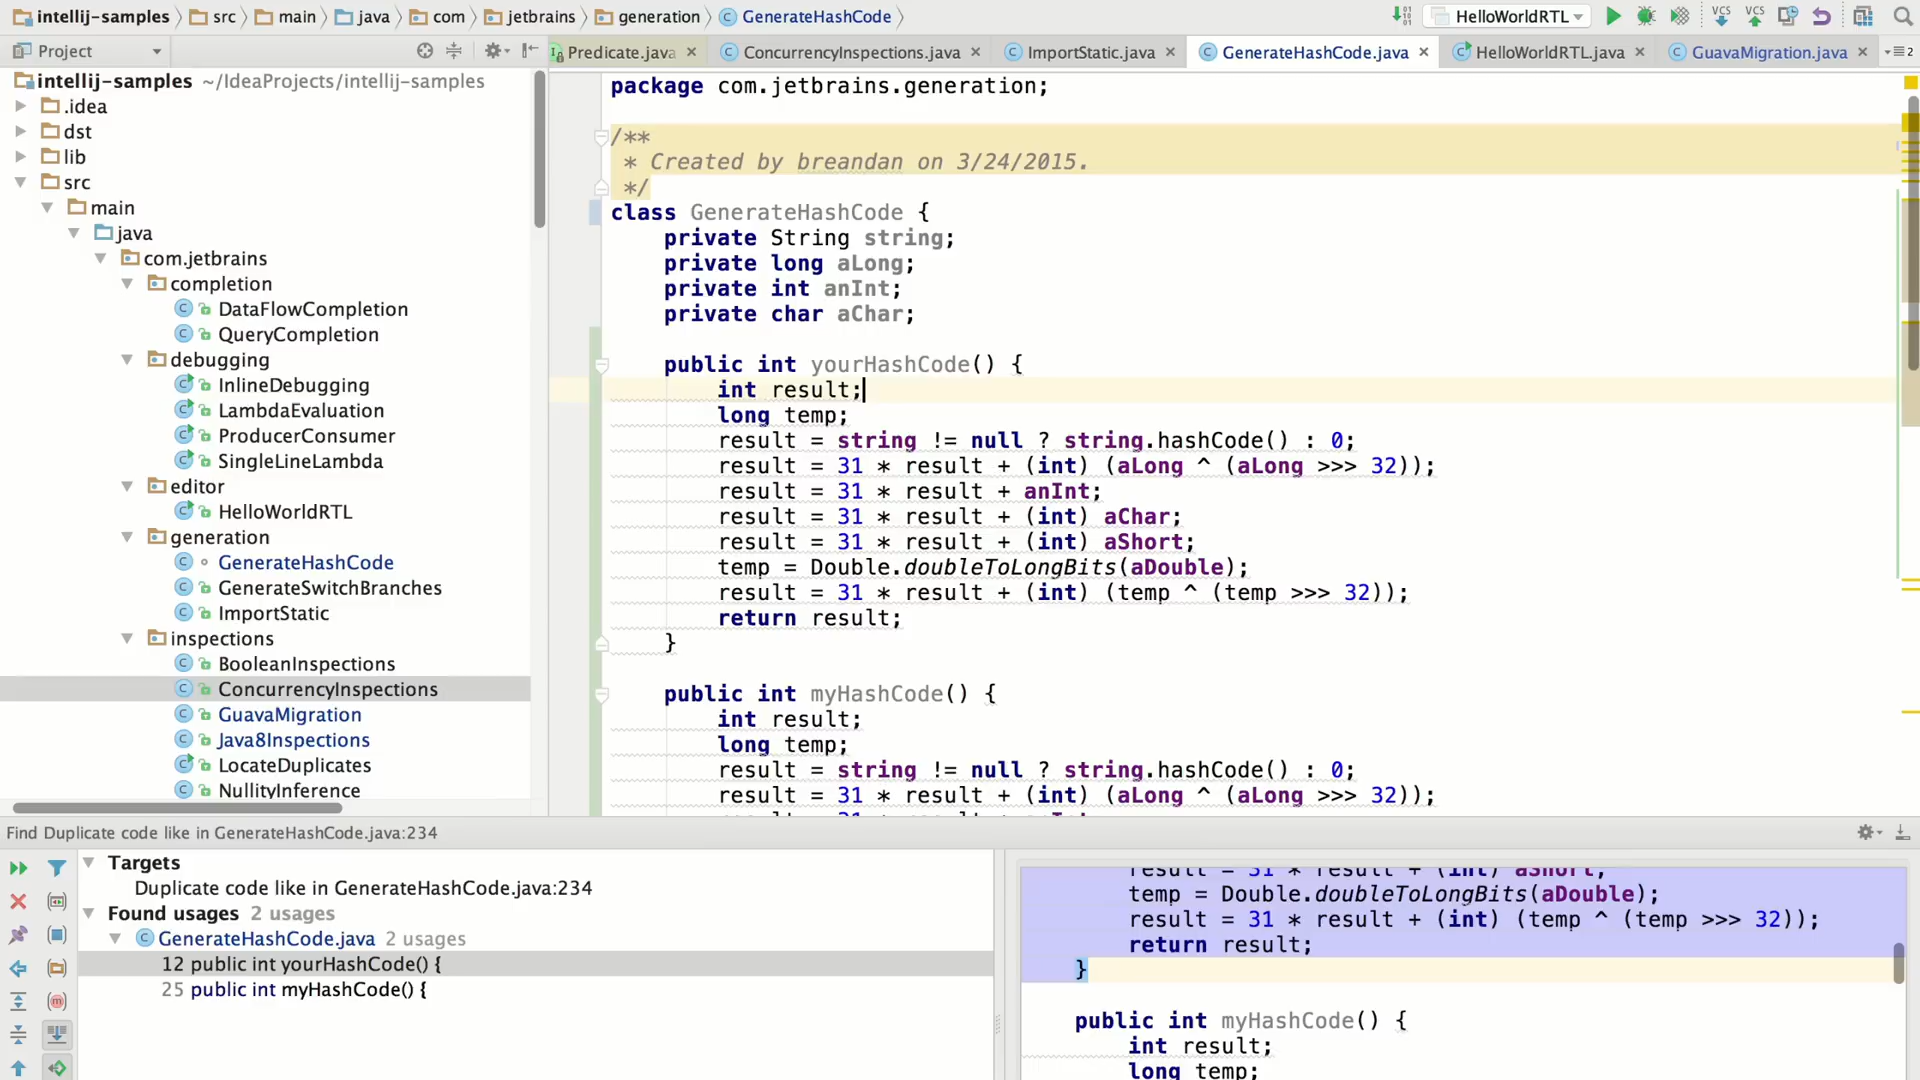 intellij-samples src main java com jetbrains generation GenerateHashCode
HelloWorldRTL VCS VCS
Project
Predicate.java ConcurrencyInspections.java ImportStatic.java GenerateHashCode.java HelloWorldRTL.java GuavaMigration.java 2
intellij-samples ~/IdeaProjects/intellij-samples
.idea
dst
lib
src
main
java
com.jetbrains
completion
DataFlowCompletion
QueryCompletion
debugging
InlineDebugging
LambdaEvaluation
ProducerConsumer
SingleLineLambda
editor
HelloWorldRTL
generation
GenerateHashCode
GenerateSwitchBranches
ImportStatic
inspections
BooleanInspections
ConcurrencyInspections
GuavaMigration
Java8Inspections
LocateDuplicates
NullityInference
package com.jetbrains.generation;
/**
* Created by breandan on 3/24/2015.
*/
class GenerateHashCode {
private String string;
private long aLong;
private int anInt;
private char aChar;
public int yourHashCode() {
int result;
long temp;
result = string != null ? string.hashCode() : 0;
result = 31 * result + (int) (aLong ^ (aLong >>> 32));
result = 31 * result + anInt;
result = 31 * result + (int) aChar;
result = 31 * result + (int) aShort;
temp = Double.doubleToLongBits(aDouble);
result = 31 * result + (int) (temp ^ (temp >>> 32));
return result;
}
public int myHashCode() {
int result;
long temp;
result = string != null ? string.hashCode() : 0;
result = 31 * result + (int) (aLong ^ (aLong >>> 32));
Find Duplicate code like in GenerateHashCode.java:234
Targets
Duplicate code like in GenerateHashCode.java:234
Found usages 2 usages
GenerateHashCode.java 2 usages
12 public int yourHashCode() {
25 public int myHashCode() {
result = 31 * result + (int) aShort;
temp = Double.doubleToLongBits(aDouble);
result = 31 * result + (int) (temp ^ (temp >>> 32));
return result;
}
public int myHashCode() {
int result;
long temp;